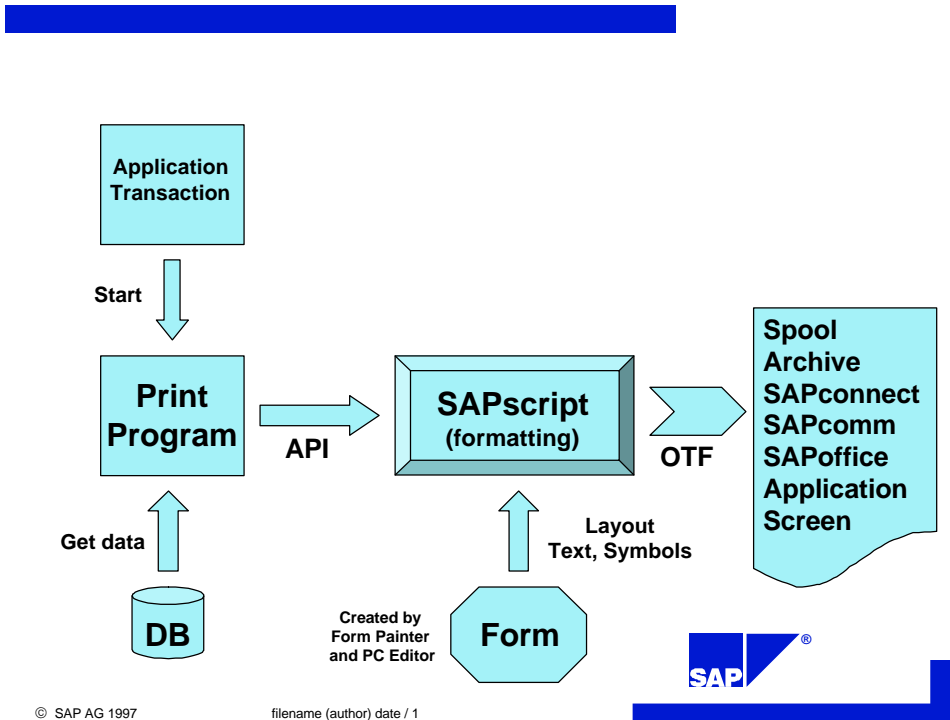 Application
Transaction
Start
Print
Program
API
SAPscript
(formatting)
OTF
Spool
Archive
SAPconnect
SAPcomm
SAPoffice
Application
Screen
Get data
DB
Layout
Text, Symbols
Created by
Form Painter
and PC Editor
Form
SAP ®
© SAP AG 1997
filename (author) date / 1